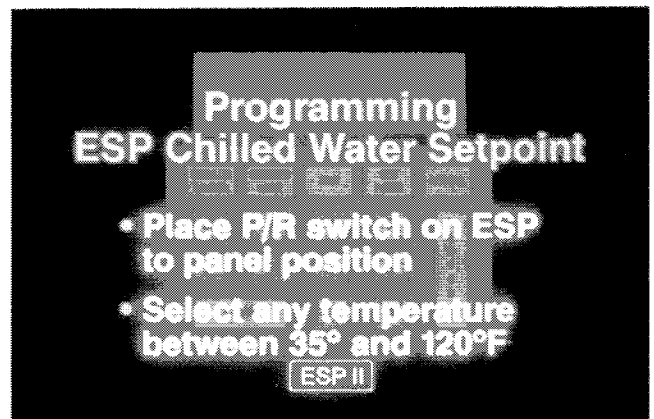 Programming
ESP Chilled Water Setpoint
• Place P/R switch on ESP
to panel position
• Select any temperature
between 35° and 120°F
ESP II